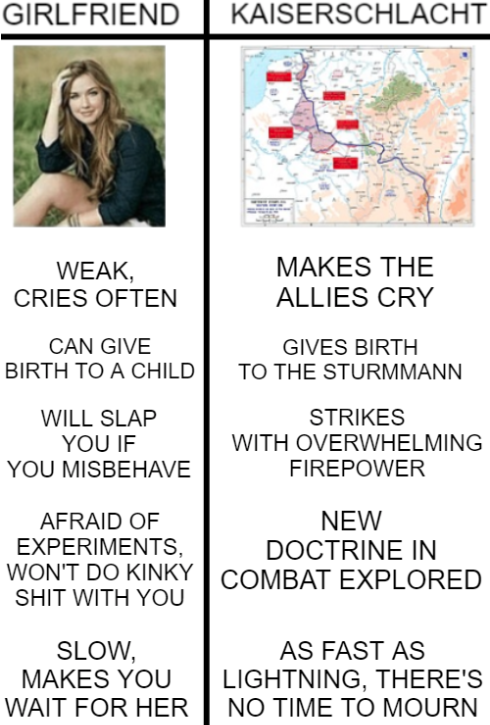 GIRLFRIEND
KAISERSCHLACHT
WEAK,
CRIES OFTEN
MAKES THE
ALLIES CRY
CAN GIVE
BIRTH TO A CHILD
GIVES BIRTH
TO THE STURMMANN
WILL SLAP
YOU IF
YOU MISBEHAVE
STRIKES
WITH OVERWHELMING
FIREPOWER
AFRAID OF
EXPERIMENTS,
WON'T DO KINKY
SHIT WITH YOU
NEW
DOCTRINE IN
COMBAT EXPLORED
SLOW,
MAKES YOU
WAIT FOR HER
AS FAST AS
LIGHTNING, THERE'S
NO TIME TO MOURN